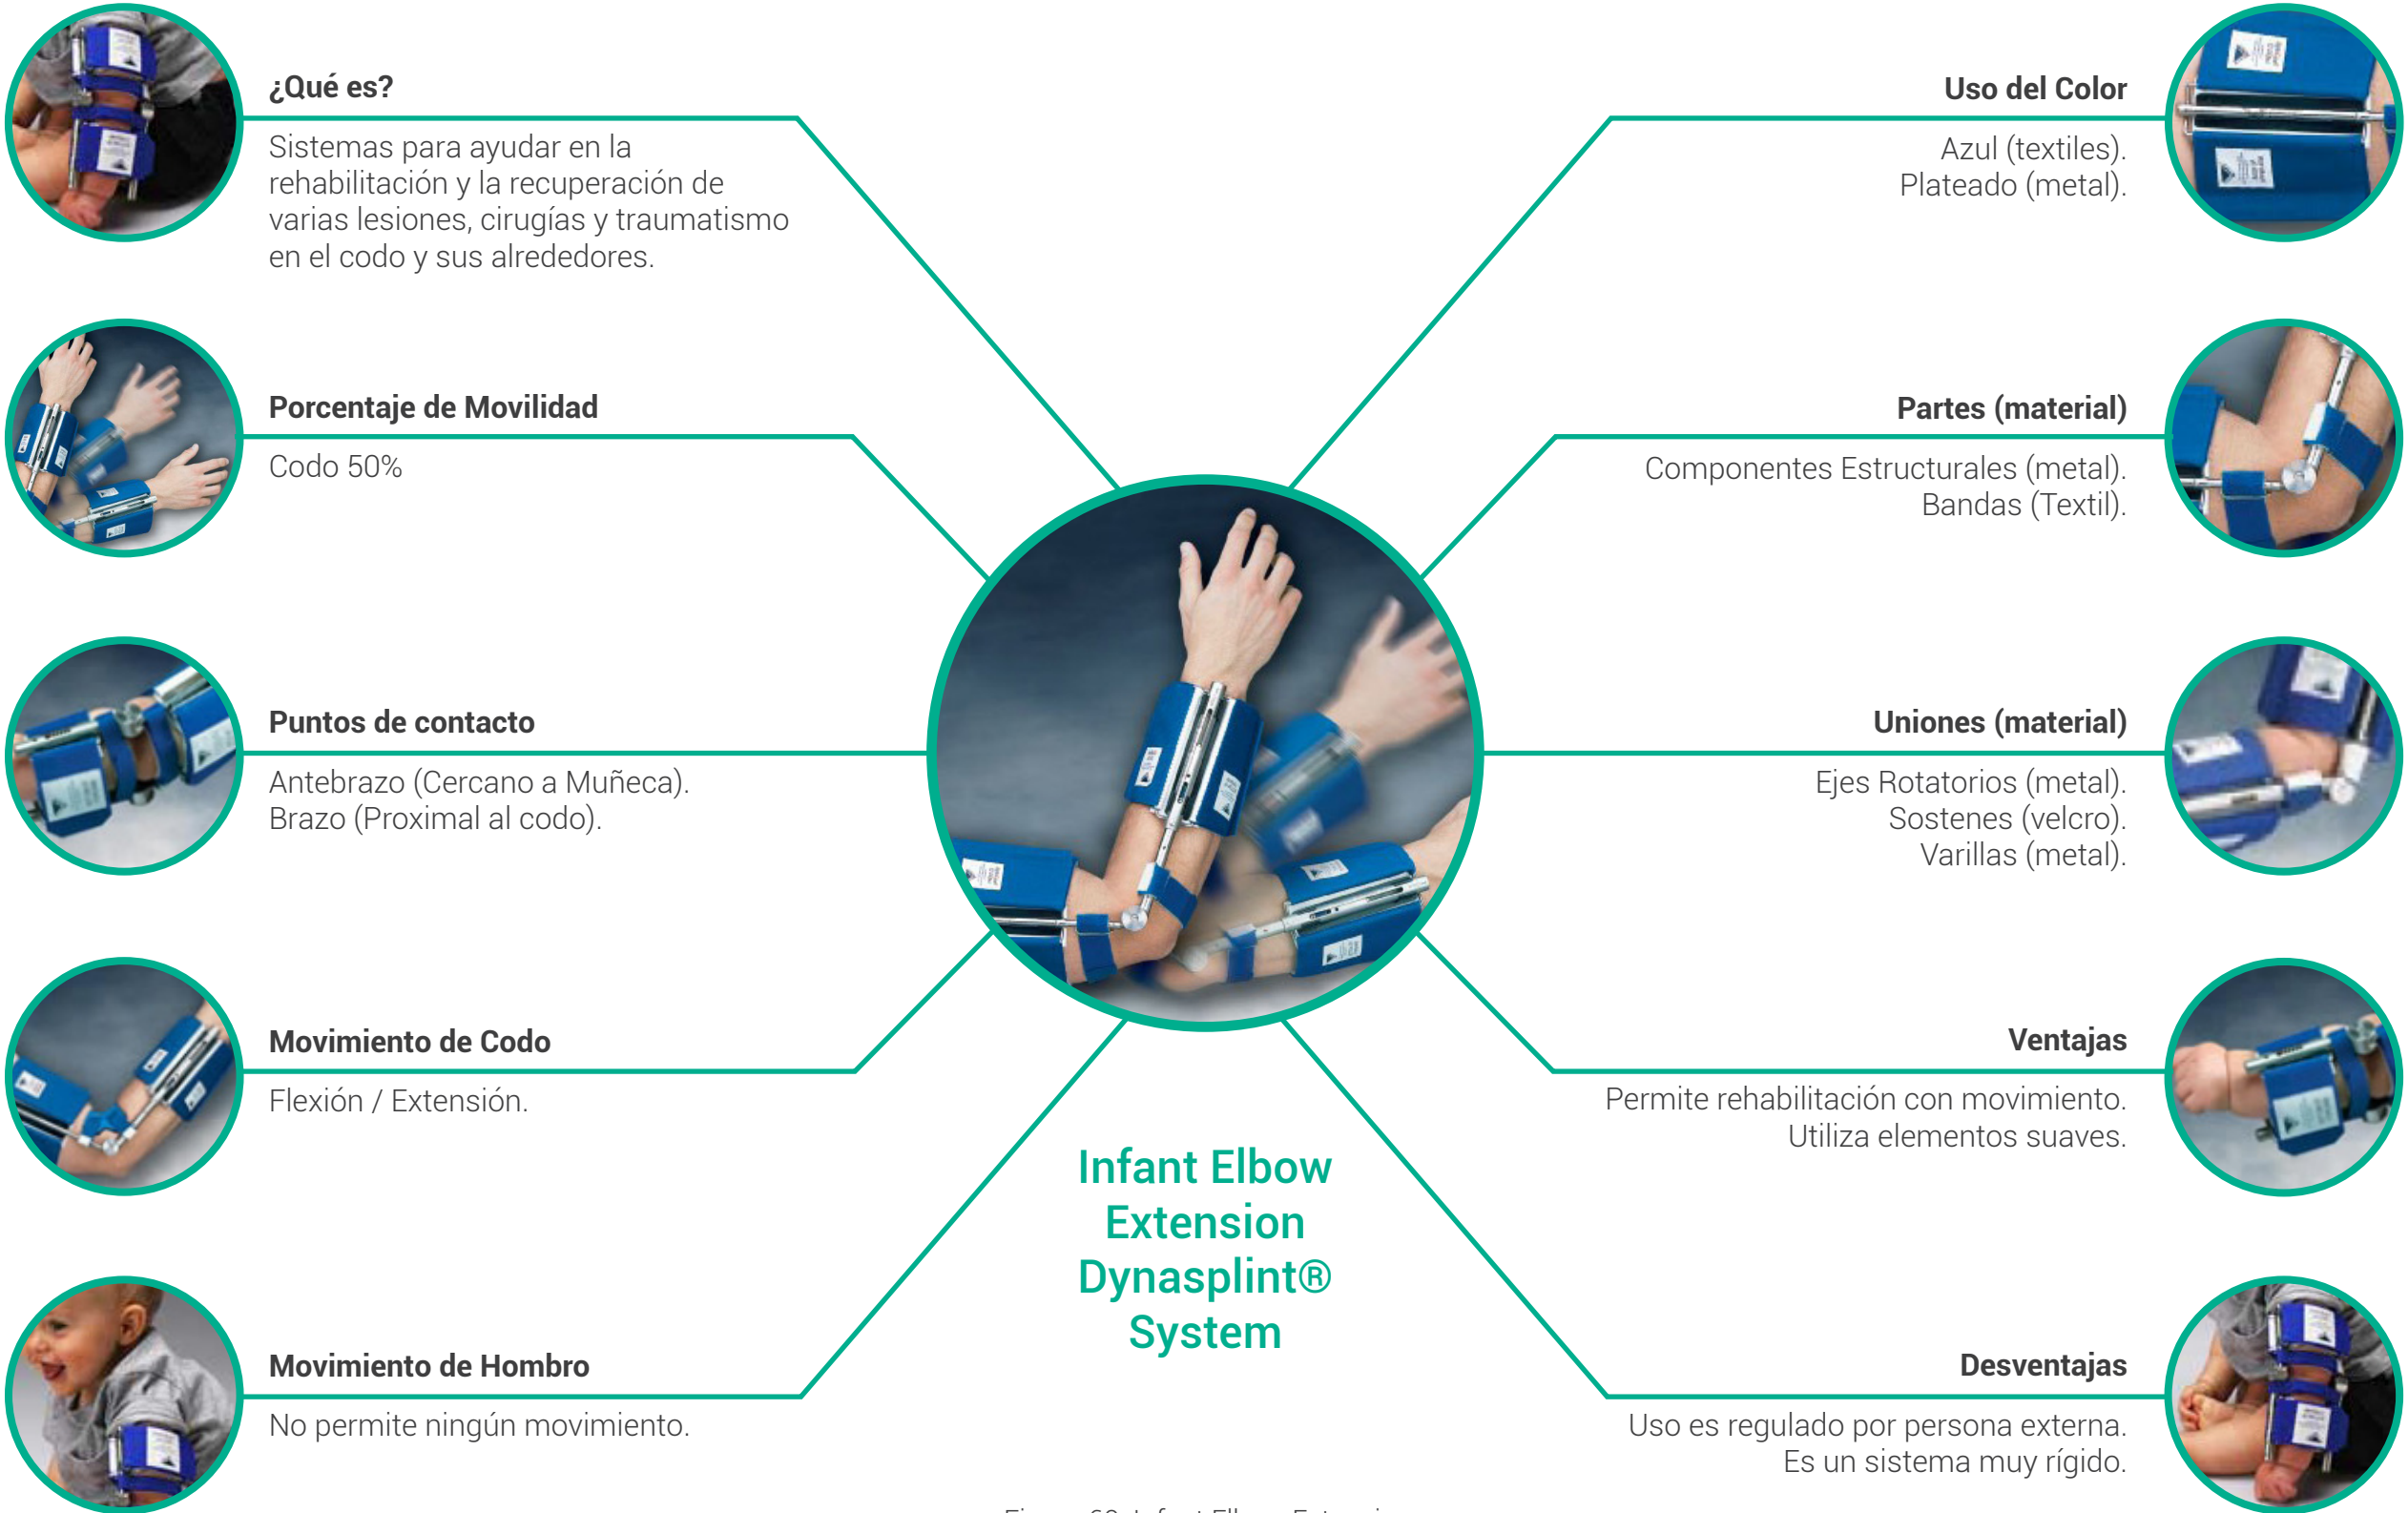 ¿Qué es?
Sistemas para ayudar en la
rehabilitación y la recuperación de
varias lesiones, cirugías y traumatismo
en el codo y sus alrededores.
Porcentaje de Movilidad
Codo 50%
Puntos de contacto
Antebrazo (Cercano a Muñeca).
Brazo (Proximal al codo).
Movimiento de Codo
Flexión / Extensión.
Movimiento de Hombro
No permite ningún movimiento.
Infant Elbow
Extension
Dynasplint®
System
Uso del Color
Azul (textiles).
Plateado (metal).
Partes (material)
Componentes Estructurales (metal).
Bandas (Textil).
Uniones (material)
Ejes Rotatorios (metal).
Sostenes (velcro).
Varillas (metal).
Ventajas
Permite rehabilitación con movimiento.
Utiliza elementos suaves.
Desventajas
Uso es regulado por persona externa.
Es un sistema muy rígido.